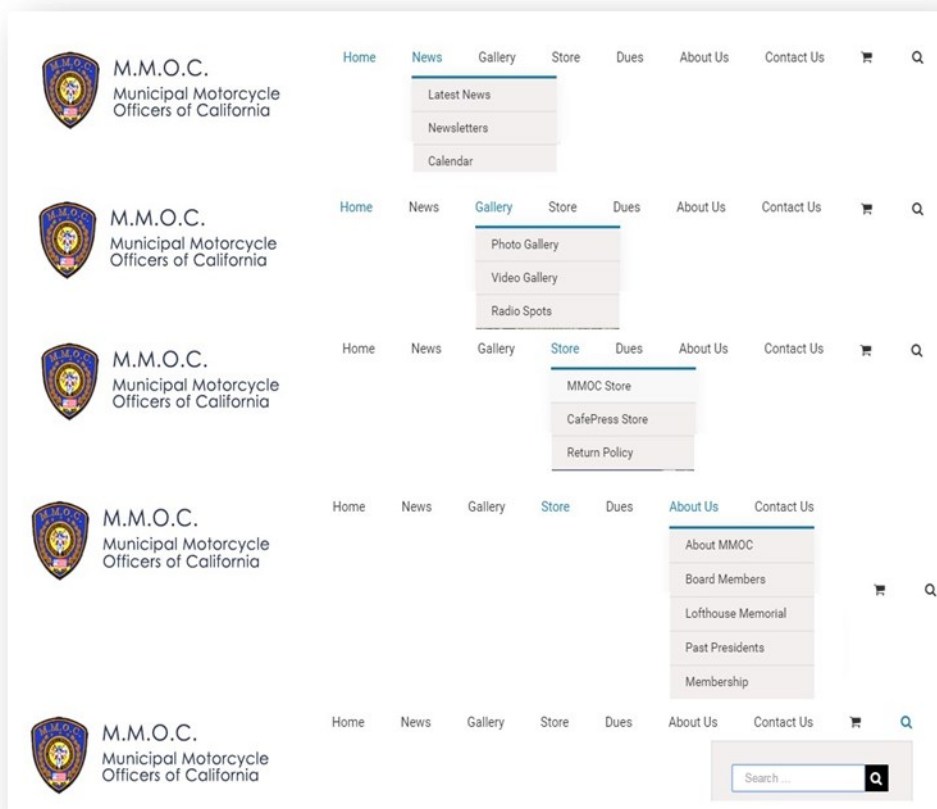 Home News Gallery Store Dues About Us Contact Us
M.M.O.C.
Municipal Motorcycle
Officers of California
Latest News
Newsletters
Calendar
Home News Gallery Store Dues About Us Contact Us
M.M.O.C.
Municipal Motorcycle
Officers of California
Photo Gallery
Video Gallery
Radio Spots
Home News Gallery Store Dues About Us Contact Us
M.M.O.C.
Municipal Motorcycle
Officers of California
MMOC Store
CafePress Store
Return Policy
Home News Gallery Store Dues About Us Contact Us
M.M.O.C.
Municipal Motorcycle
Officers of California
About MMOC
Board Members
Lofthouse Memorial
Past Presidents
Membership
Home News Gallery Store Dues About Us Contact Us
M.M.O.C.
Municipal Motorcycle
Officers of California
Search ...